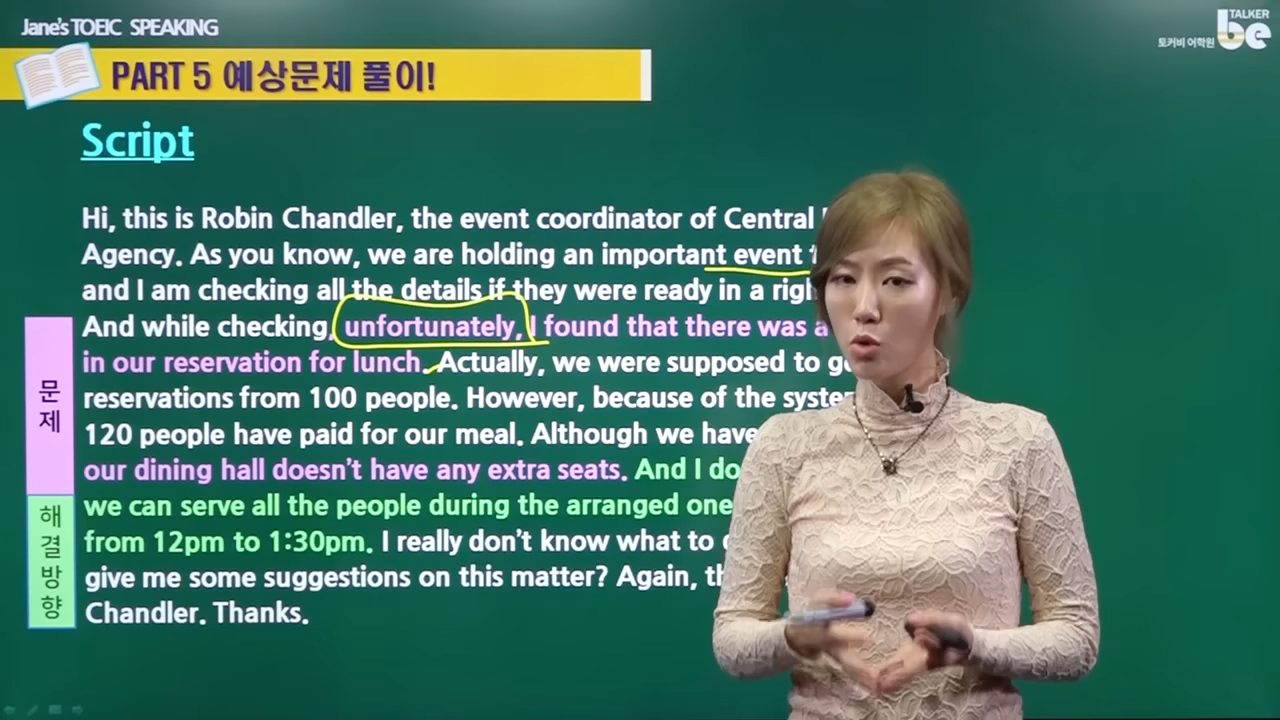 Jane's TOEIC SPEAKING
TALKER
be
토커비 어학원
PART 5 예상문제 풀이!
Script
Hi, this is Robin Chandler, the event coordinator of Central
Agency. As you know, we are holding an important event
and I am checking all the details if they were ready in a
And while checking, unfortunately, I found that there was a
in our reservation for lunch. Actually, we were supposed to
reservations from 100 people. However, because of the
120 people have paid for our meal. Although we have
our dining hall doesn't have any extra seats. And I
we can serve all the people during the arranged one
from 12pm to 1:30pm. I really don't know what to
give me some suggestions on this matter? Again,
Chandler. Thanks.
문제
해결방향